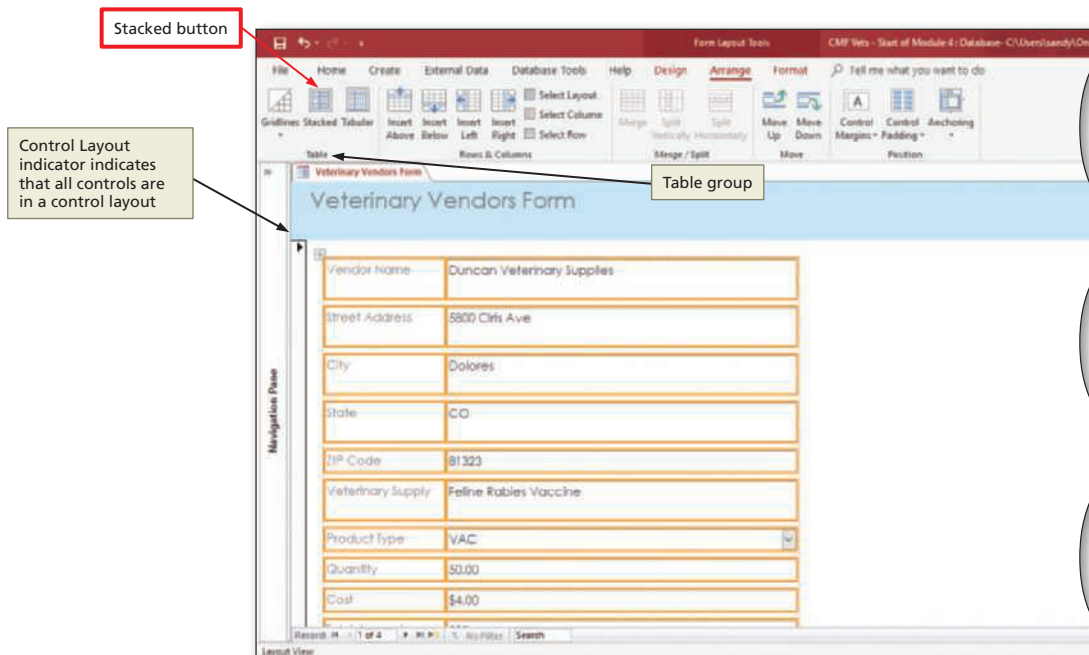 Stacked button
Form Layout Tools
CMF Vets - Start of Module 4 : Database- C:\Users\sandy\On
File Home Create External Data Database Tools Help Design Arrange Format Tell me what you want to do
Gridlines Stacked Tabular Insert Above Insert Below Insert Left Insert Right Select Layout Select Column Select Row Merge Split Vertically Split Horizontally Move Up Move Down Control Margins Control Padding Anchoring
Table Rows & Columns Merge / Split Move Position
Control Layout
indicator indicates
that all controls are
in a control layout
Table group
Veterinary Vendors Form
Veterinary Vendors Form
Navigation Pane
Vendor Name Duncan Veterinary Supplies
Street Address 5800 Ciris Ave
City Dolores
State CO
ZIP Code 81323
Veterinary Supply Feline Rabies Vaccine
Product Type VAC
Quantity 50.00
Cost $4.00
Record: 1 of 4 No Filter Search
Layout View